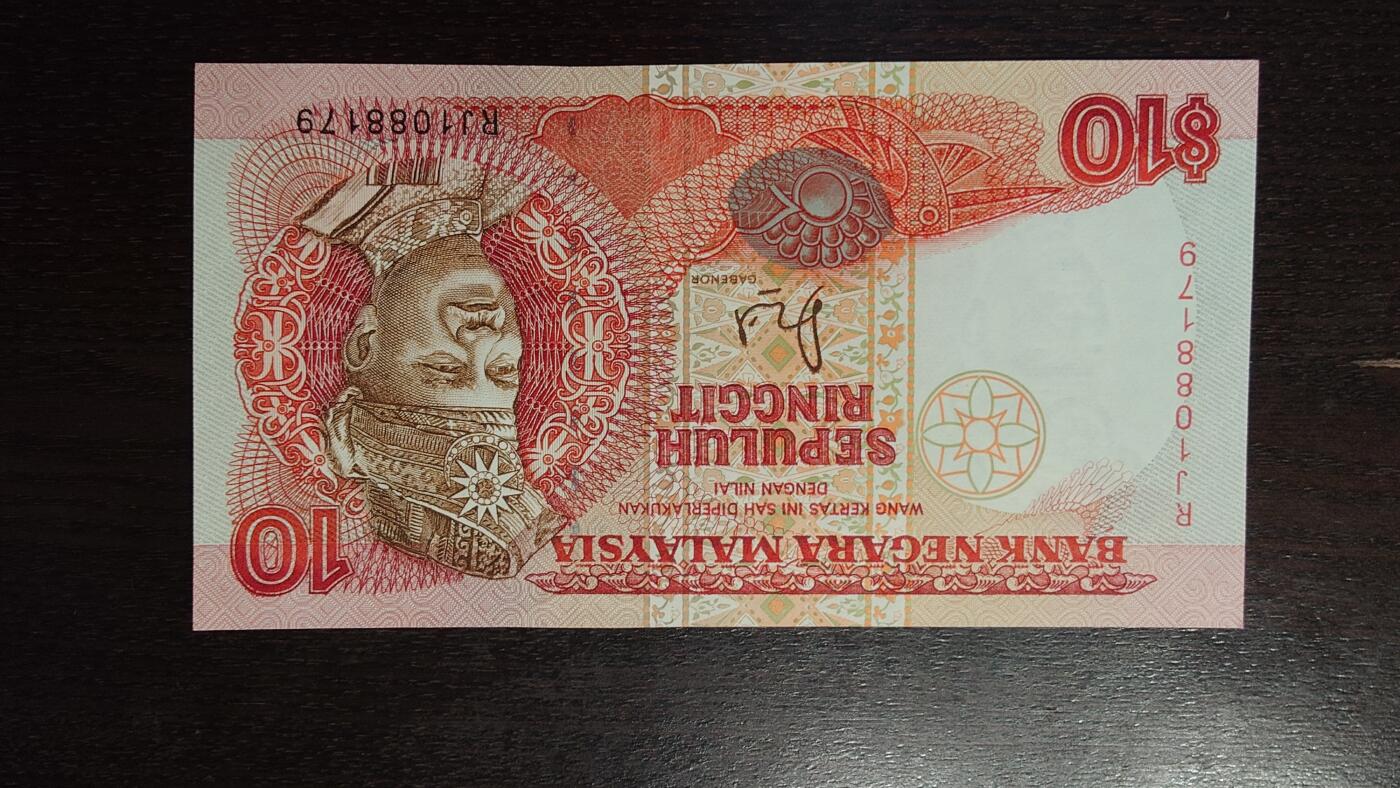 BANK NEGARA MALAYSIA
WANG KERTAS INI SAH DIPERLAKUKAN
DENGAN NILAI
SEPULUH
RINGGIT
GABENOR
10
$10
RJ1088179
RJ1088179